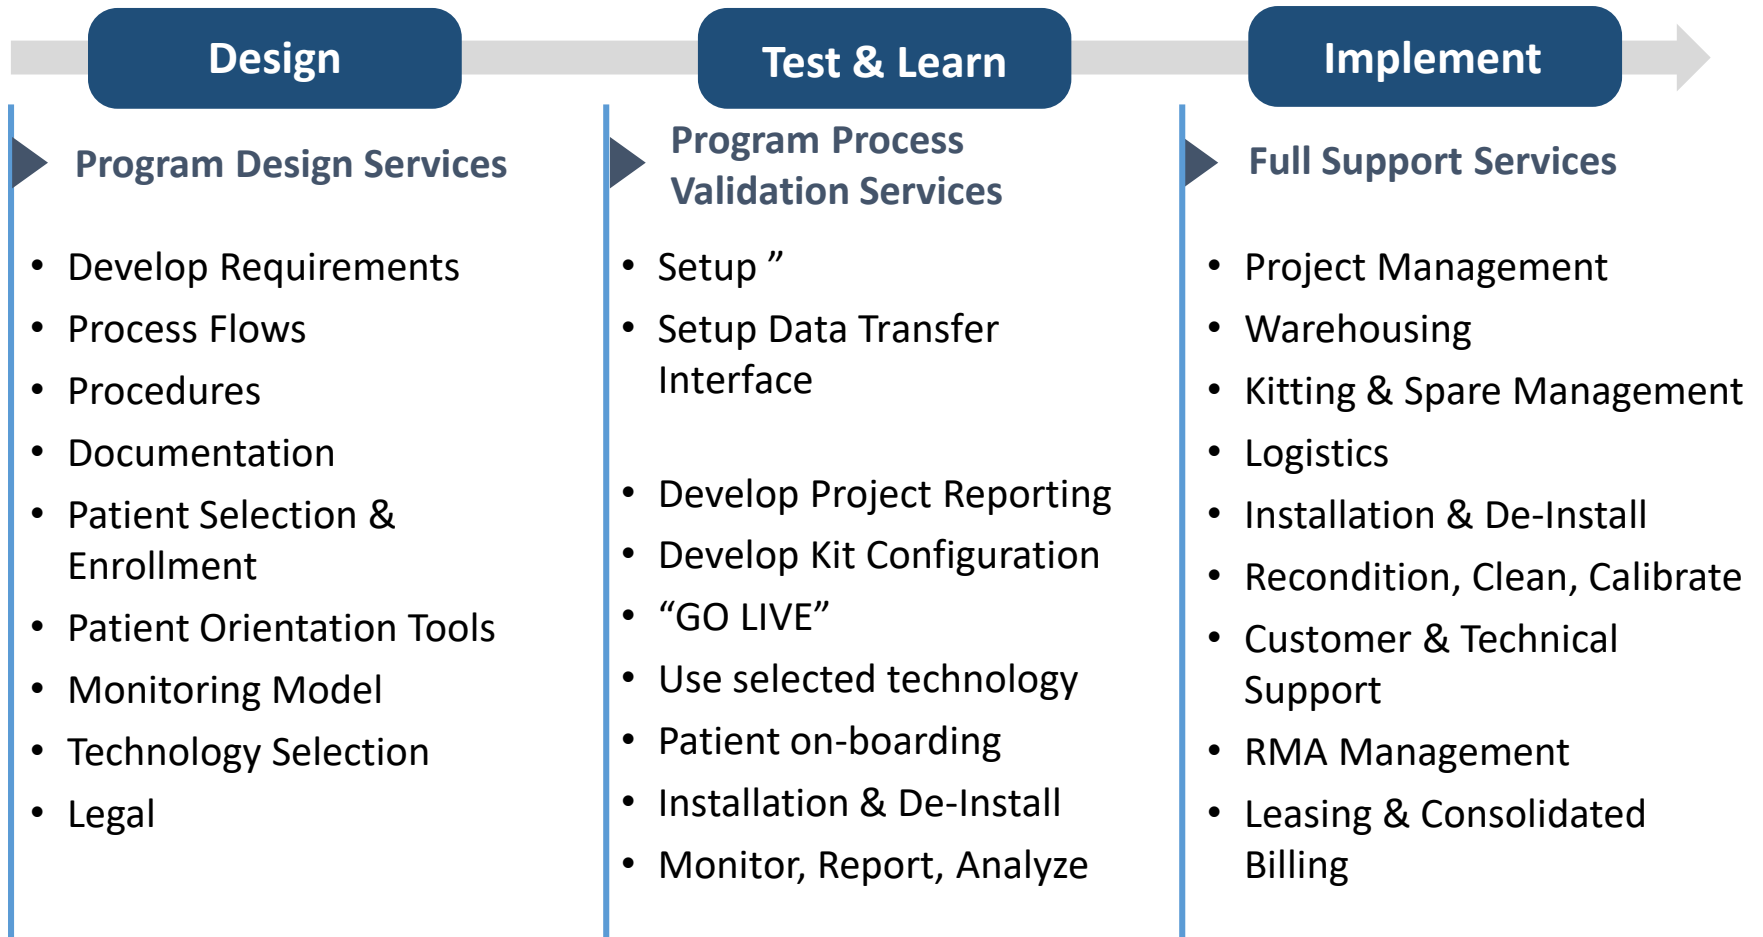 Design
Test & Learn
Implement
Program Design Services
• Develop Requirements
• Process Flows
• Procedures
• Documentation
• Patient Selection &
Enrollment
• Patient Orientation Tools
• Monitoring Model
• Technology Selection
• Legal
Program Process
Validation Services
• Setup ”
• Setup Data Transfer
Interface
• Develop Project Reporting
• Develop Kit Configuration
• “GO LIVE”
• Use selected technology
• Patient on-boarding
• Installation & De-Install
• Monitor, Report, Analyze
Full Support Services
• Project Management
• Warehousing
• Kitting & Spare Management
• Logistics
• Installation & De-Install
• Recondition, Clean, Calibrate
• Customer & Technical
Support
• RMA Management
• Leasing & Consolidated
Billing